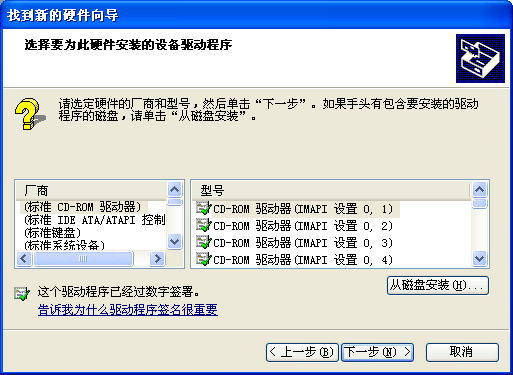 找到新的硬件向导
选择要为此硬件安装的设备驱动程序
请选定硬件的厂商和型号，然后单击“下一步”。如果手头有包含要安装的驱动
程序的磁盘，请单击“从磁盘安装”。
厂商
(标准 CD-ROM 驱动器)
(标准 IDE ATA/ATAPI 控制
(标准键盘)
(标准系统设备)
型号
CD-ROM 驱动器(IMAPI 设置 0, 1)
CD-ROM 驱动器(IMAPI 设置 0, 2)
CD-ROM 驱动器(IMAPI 设置 0, 3)
CD-ROM 驱动器(IMAPI 设置 0, 4)
这个驱动程序已经过数字签署。
告诉我为什么驱动程序签名很重要
从磁盘安装(H)...
< 上一步(B)
下一步(N) >
取消